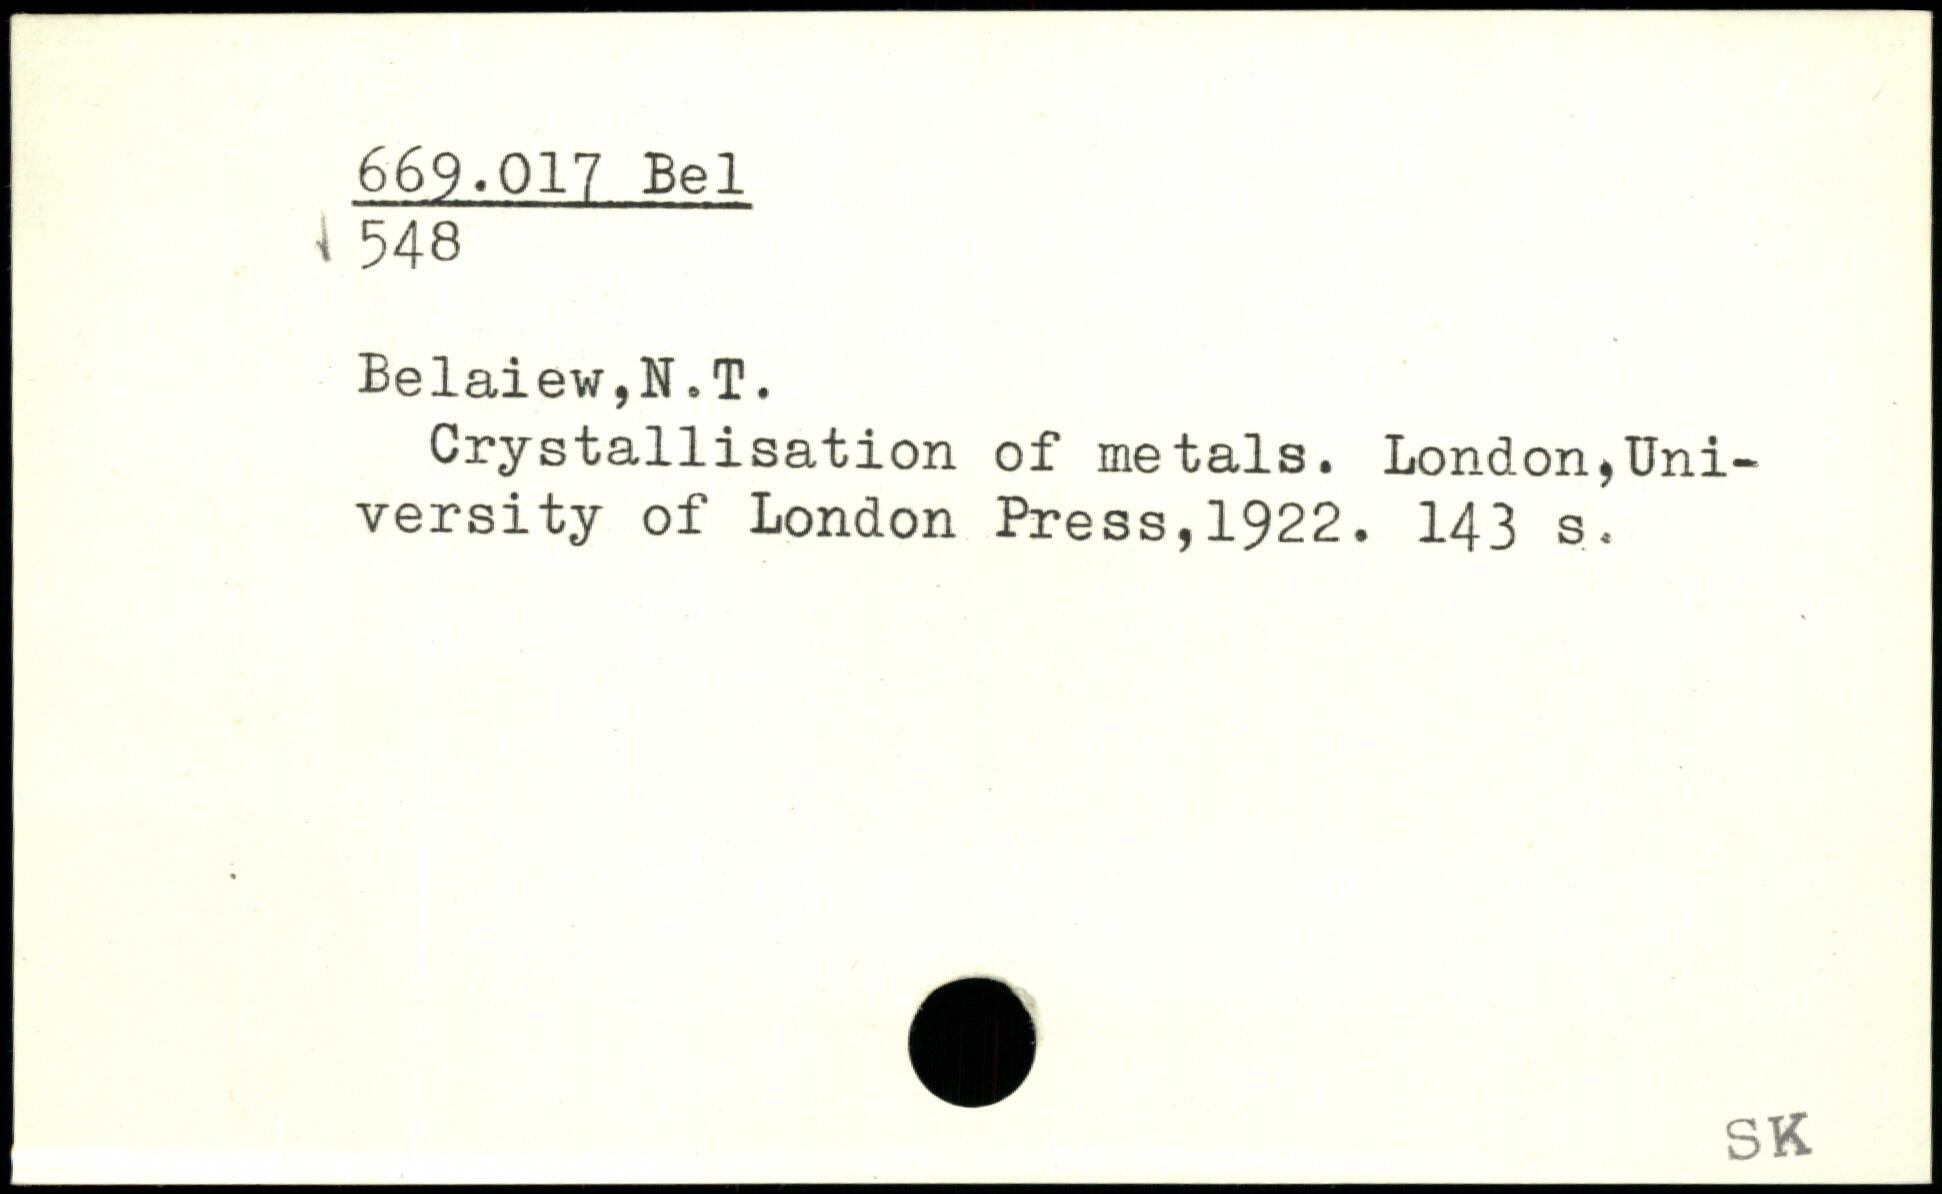 669.017 Bel
548
Belaiew,N.T.
Crystallisation of metals. London,Uni-
versity of London Press,1922. 143 s.
SK